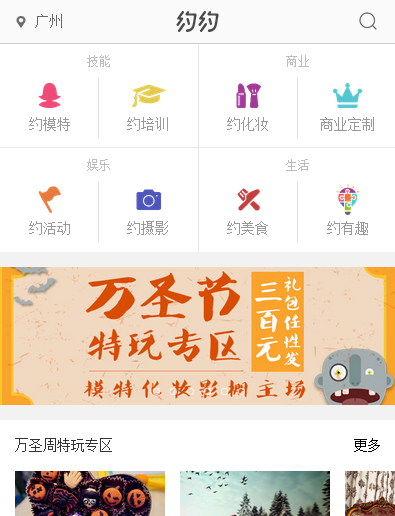 广州
约约
技能
商业
约模特
约培训
约化妆
商业定制
娱乐
生活
约活动
约摄影
约美食
约有趣
万圣节
特玩专区
三百元
礼包任性发
模特化妆影棚主场
万圣周特玩专区
更多